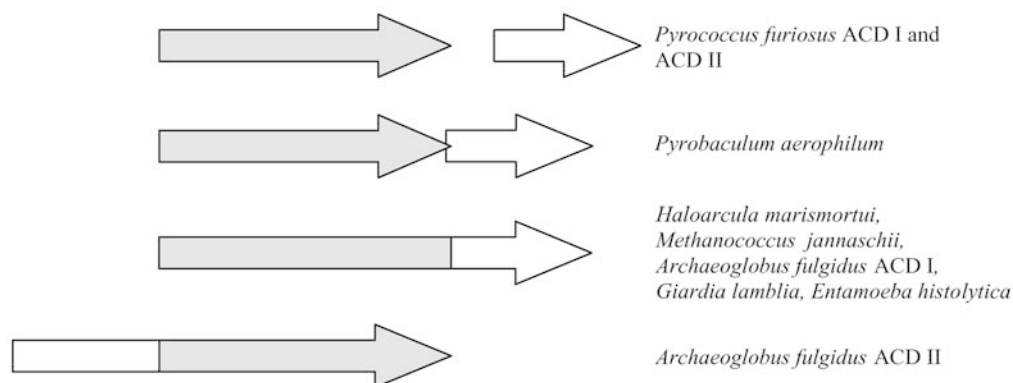 Pyrococcus furiosus ACD I and
ACD II
Pyrobaculum aerophilum
Haloarcula marismortui,
Methanococcus jannaschii,
Archaeoglobus fulgidus ACD I,
Giardia lamblia, Entamoeba histolytica
Archaeoglobus fulgidus ACD II